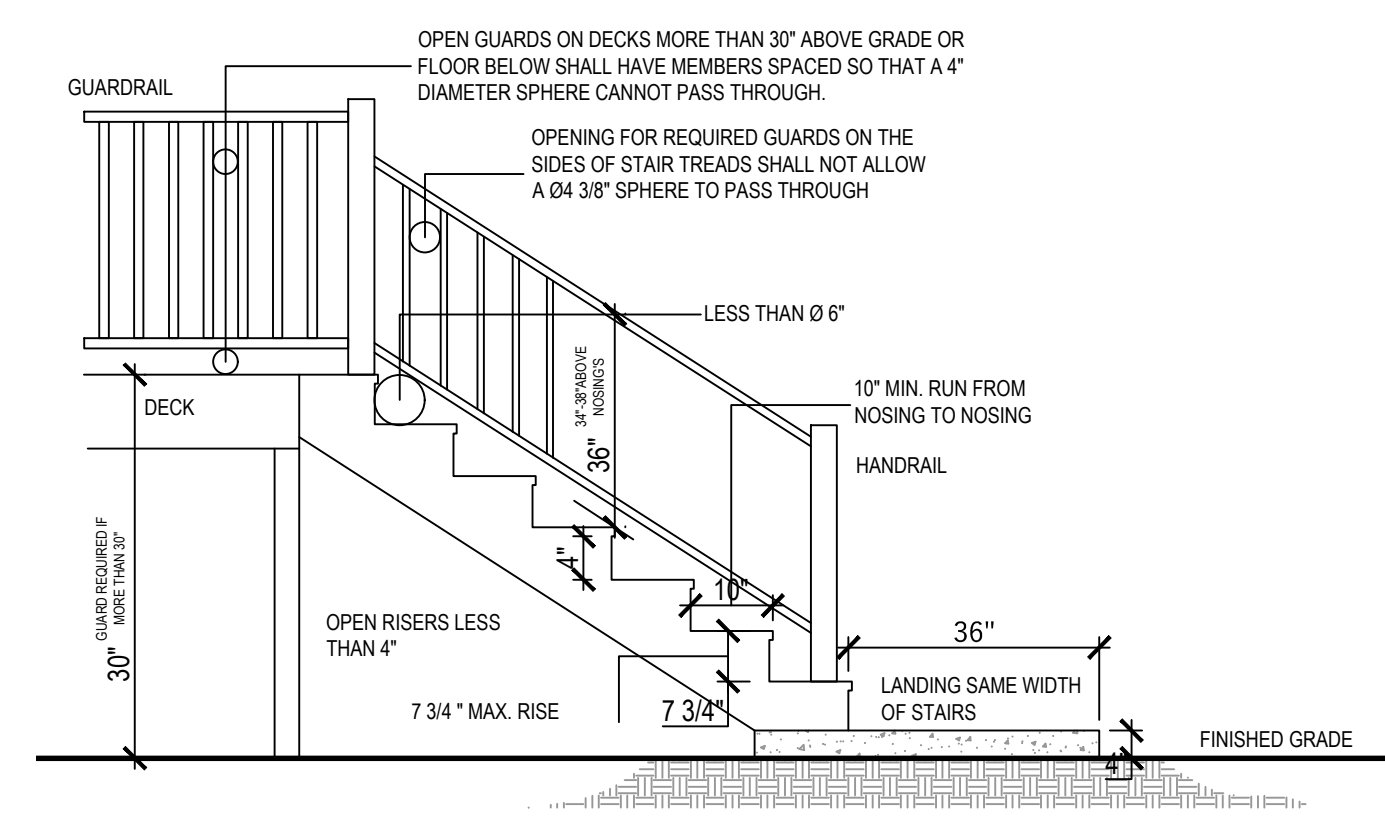 OPEN GUARDS ON DECKS MORE THAN 30" ABOVE GRADE OR
FLOOR BELOW SHALL HAVE MEMBERS SPACED SO THAT A 4"
DIAMETER SPHERE CANNOT PASS THROUGH.
GUARDRAIL
OPENING FOR REQUIRED GUARDS ON THE
SIDES OF STAIR TREADS SHALL NOT ALLOW
A Ø4 3/8" SPHERE TO PASS THROUGH
LESS THAN Ø 6"
34"-38"ABOVE
NOSING'S
36"
10" MIN. RUN FROM
NOSING TO NOSING
DECK
HANDRAIL
GUARD REQUIRED IF
MORE THAN 30"
30"
4"
10"
OPEN RISERS LESS
THAN 4"
36"
7 3/4 " MAX. RISE
7 3/4"
LANDING SAME WIDTH
OF STAIRS
FINISHED GRADE
4"